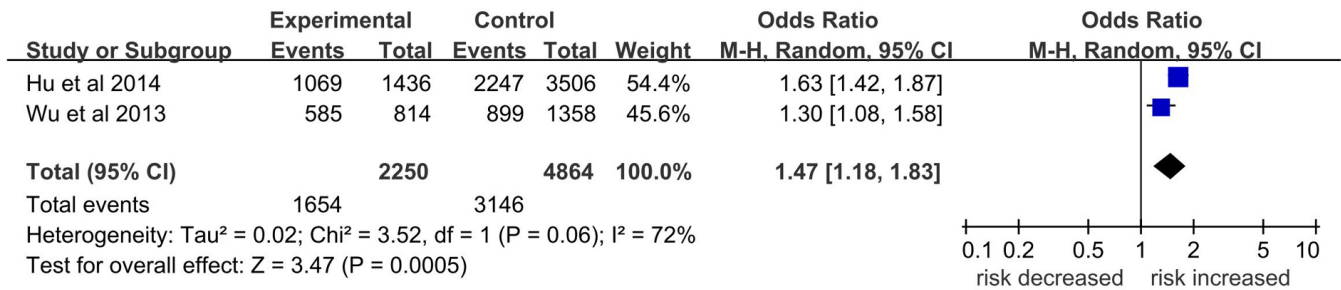 Experimental Control Odds Ratio Odds Ratio
Study or Subgroup Events Total Events Total Weight M-H, Random, 95% CI M-H, Random, 95% CI
Hu et al 2014 1069 1436 2247 3506 54.4% 1.63 [1.42, 1.87]
Wu et al 2013 585 814 899 1358 45.6% 1.30 [1.08, 1.58]
Total (95% CI) 2250 4864 100.0% 1.47 [1.18, 1.83]
Total events 1654 3146
Heterogeneity: Tau² = 0.02; Chi² = 3.52, df = 1 (P = 0.06); I² = 72%
Test for overall effect: Z = 3.47 (P = 0.0005)
0.1 0.2 0.5 1 2 5 10
risk decreased risk increased